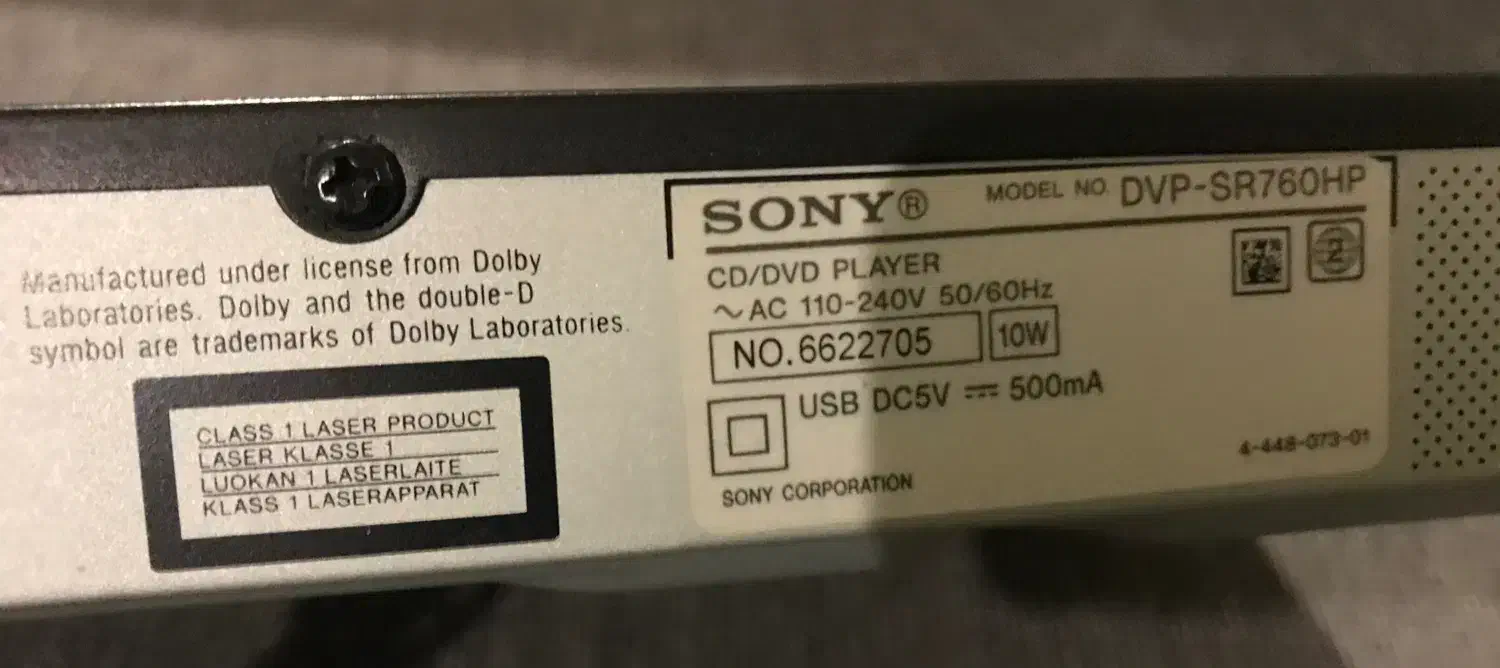 Manufactured under license from Dolby
Laboratories. Dolby and the double-D
symbol are trademarks of Dolby Laboratories.
CLASS 1 LASER PRODUCT
LASER KLASSE 1
LUOKAN 1 LASERLAITE
KLASS 1 LASERAPPARAT
SONY® MODEL NO. DVP-SR760HP
CD/DVD PLAYER
2
~AC 110-240V 50/60Hz
NO.6622705 10W
USB DC5V ⎓ 500mA
4-448-073-01
SONY CORPORATION